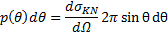 p(θ) dθ = dσ_KN/dΩ 2π sin θ dθ